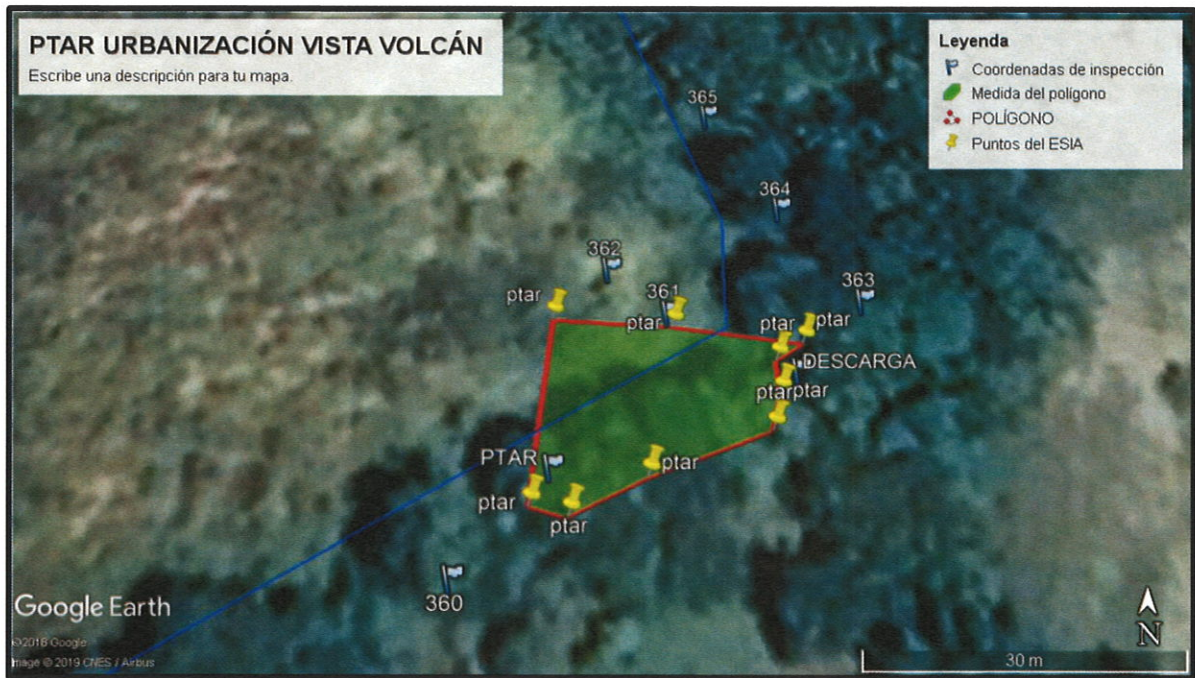 PTAR URBANIZACIÓN VISTA VOLCÁN
Escribe una descripción para tu mapa.
Leyenda
Coordenadas de inspección
Medida del polígono
POLÍGONO
Puntos del ESIA
365
364
362
363
361
ptar
ptar
ptar
ptar
DESCARGA
ptar
ptar
PTAR
ptar
ptar
ptar
360
Google Earth
©2018 Google
Image © 2019 CNES / Airbus
N
30 m